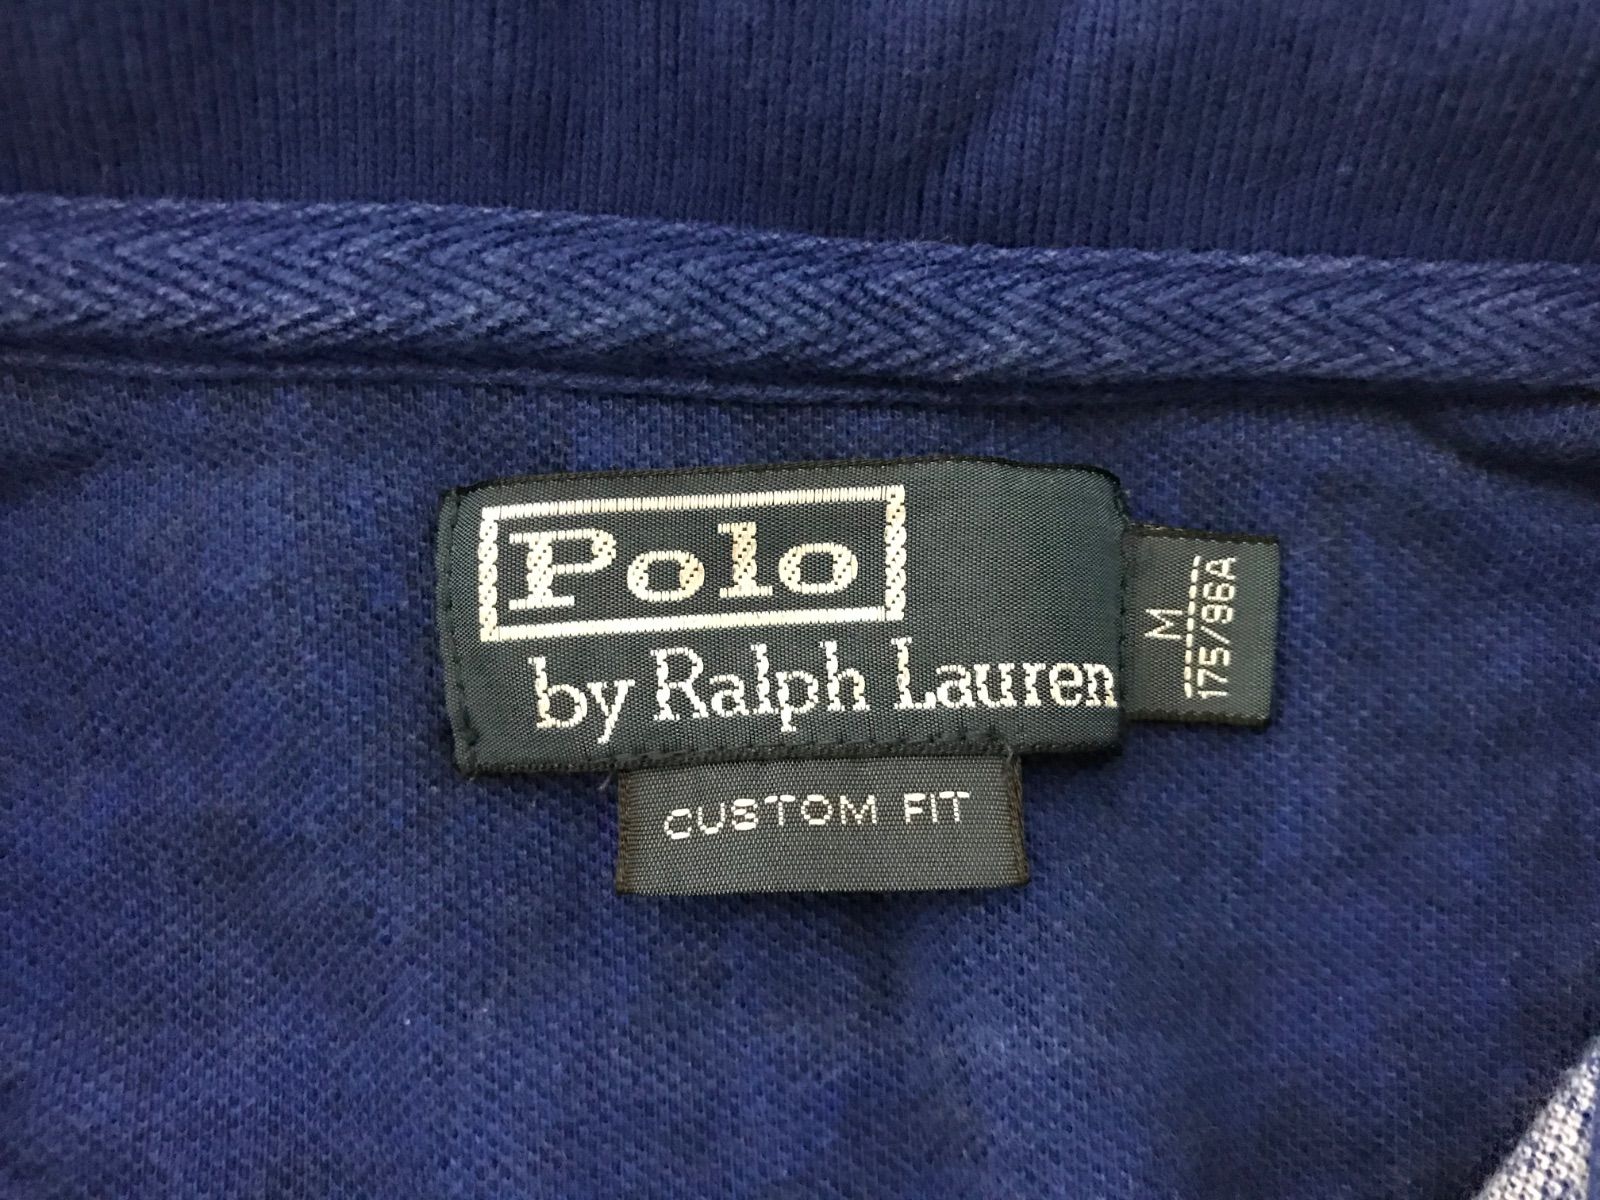 Polo
by Ralph Lauren
M
175/96A
CUSTOM FIT